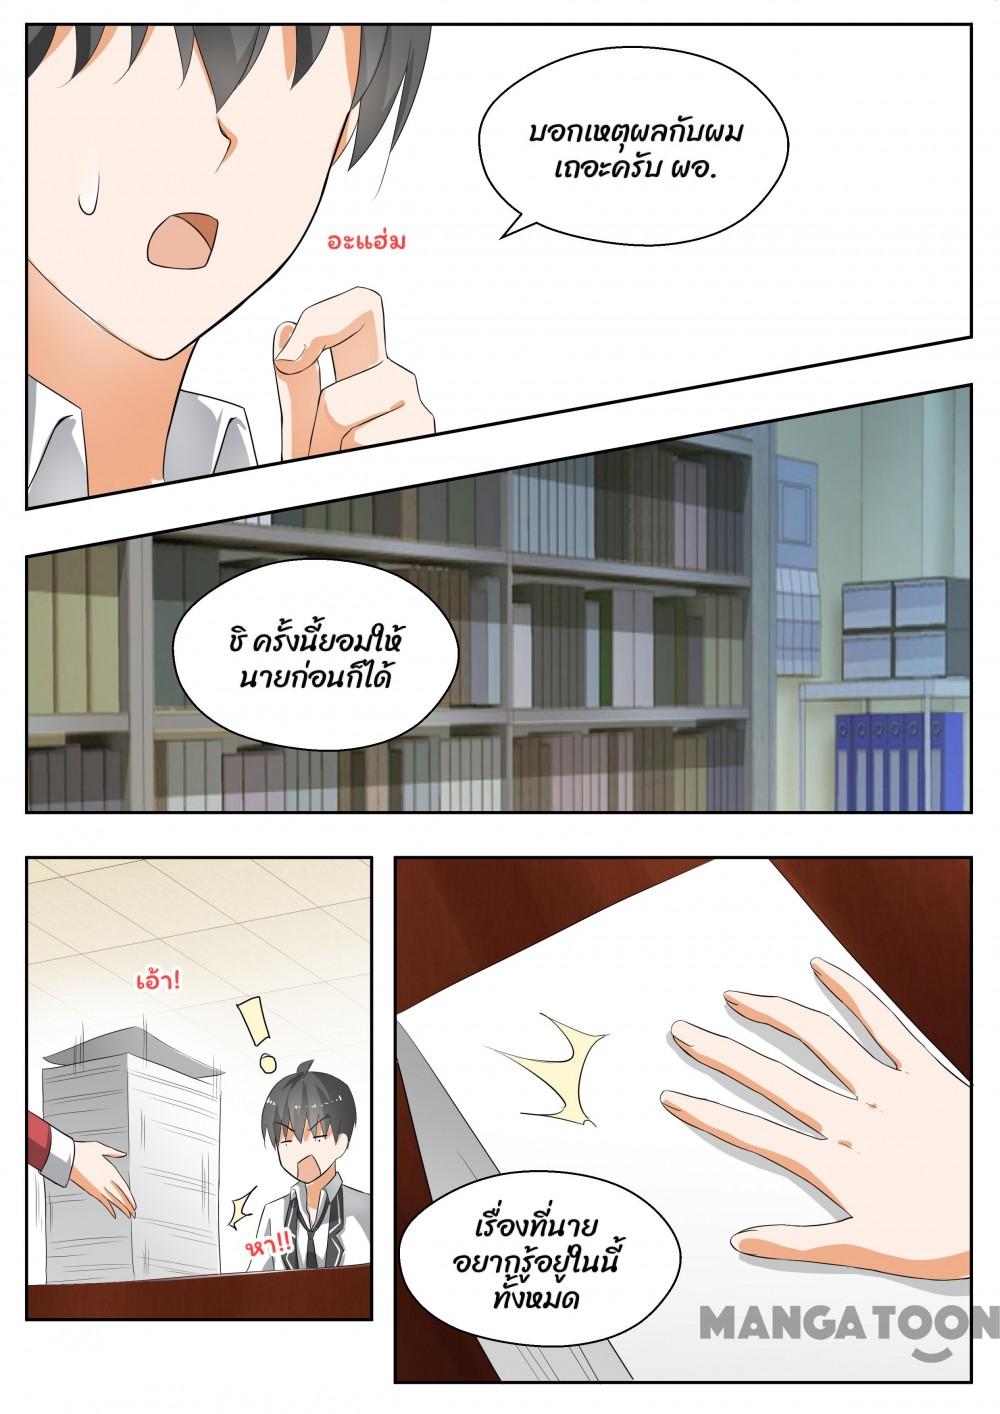 บอกเหตุผลกับผม
เถอะครับ ผอ.
อะแฮ่ม
ชิ ครั้งนี้ยอมให้
นายก่อนก็ได้
เอ้า!
หา!!
เรื่องที่นาย
อยากรู้อยู่ในนี้
ทั้งหมด
MANGATOON